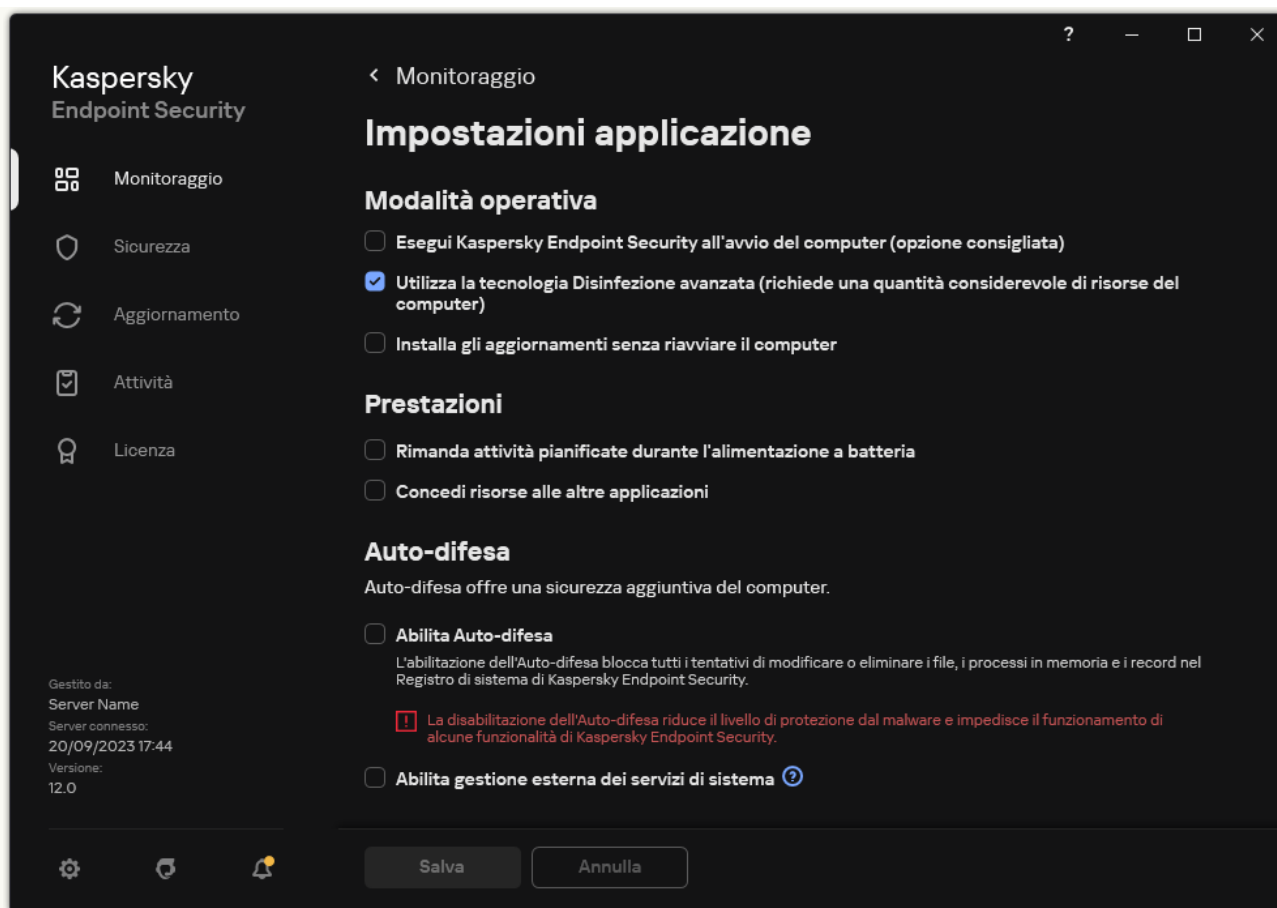 ?
Kaspersky
Endpoint Security
Monitoraggio
Sicurezza
Aggiornamento
Attività
Licenza
Gestito da:
Server Name
Server connesso:
20/09/2023 17:44
Versione:
12.0
< Monitoraggio
Impostazioni applicazione
Modalità operativa
Esegui Kaspersky Endpoint Security all'avvio del computer (opzione consigliata)
Utilizza la tecnologia Disinfezione avanzata (richiede una quantità considerevole di risorse del
computer)
Installa gli aggiornamenti senza riavviare il computer
Prestazioni
Rimanda attività pianificate durante l'alimentazione a batteria
Concedi risorse alle altre applicazioni
Auto-difesa
Auto-difesa offre una sicurezza aggiuntiva del computer.
Abilita Auto-difesa
L'abilitazione dell'Auto-difesa blocca tutti i tentativi di modificare o eliminare i file, i processi in memoria e i record nel
Registro di sistema di Kaspersky Endpoint Security.
! La disabilitazione dell'Auto-difesa riduce il livello di protezione dal malware e impedisce il funzionamento di
alcune funzionalità di Kaspersky Endpoint Security.
Abilita gestione esterna dei servizi di sistema ?
Salva
Annulla